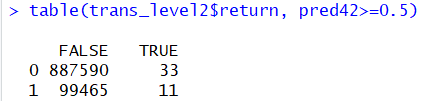 > table(trans_level2$return, pred42>=0.5)
FALSE TRUE
0 887590 33
1 99465 11